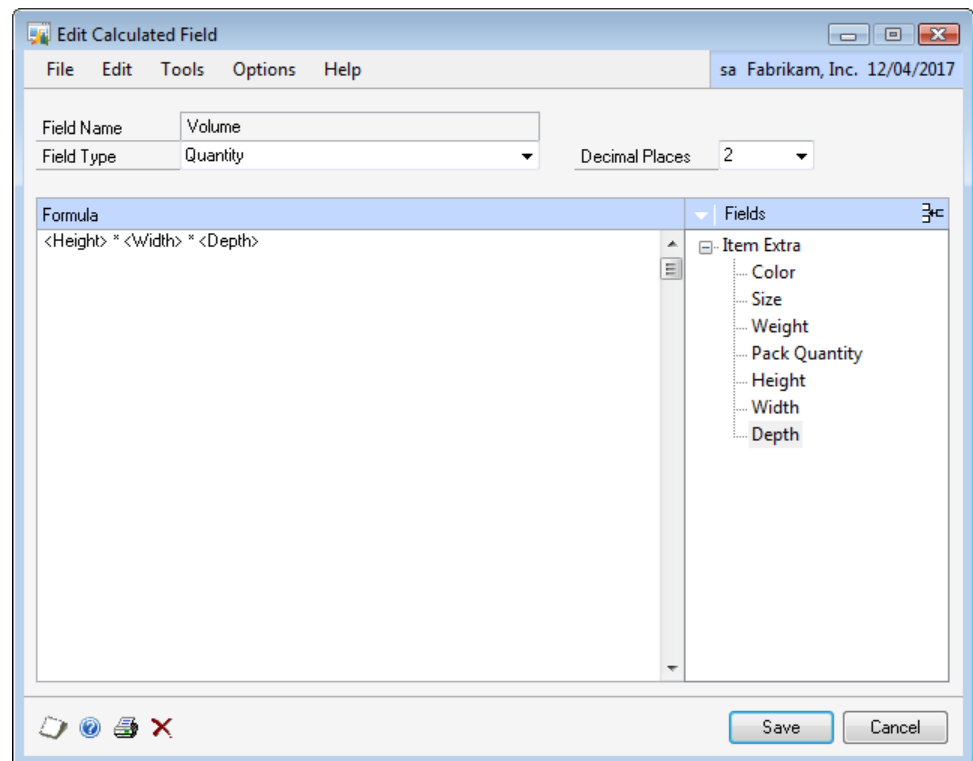 Edit Calculated Field
File Edit Tools Options Help sa Fabrikam, Inc. 12/04/2017
Field Name Volume
Field Type Quantity Decimal Places 2
Formula Fields
<Height> * <Width> * <Depth>
Item Extra
Color
Size
Weight
Pack Quantity
Height
Width
Depth
Save Cancel